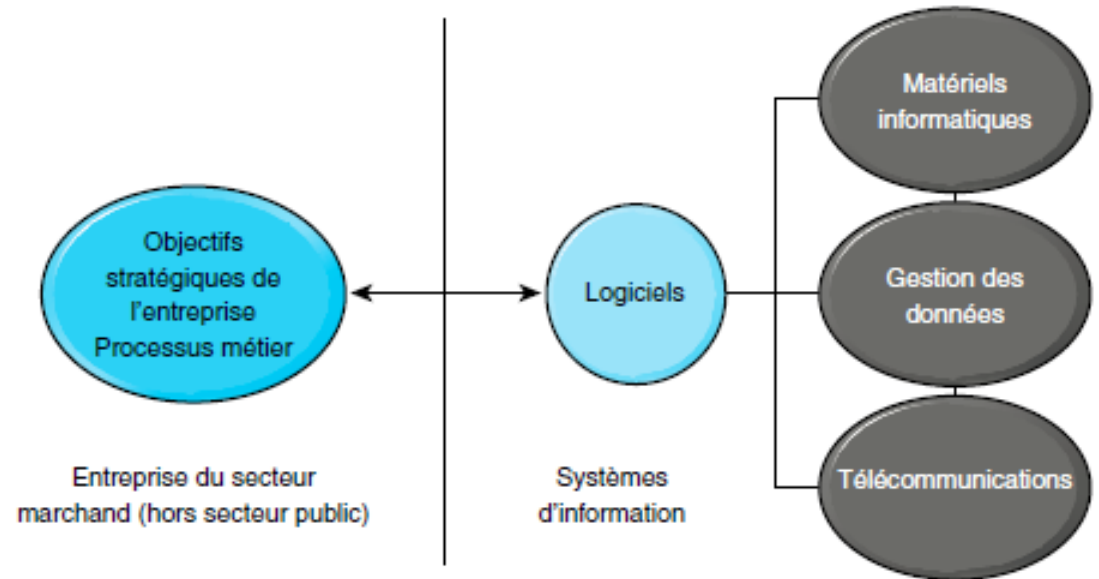 Objectifs
stratégiques de
l'entreprise
Processus métier
Entreprise du secteur
marchand (hors secteur public)
Logiciels
Systèmes
d'information
Matériels
informatiques
Gestion des
données
Télécommunications